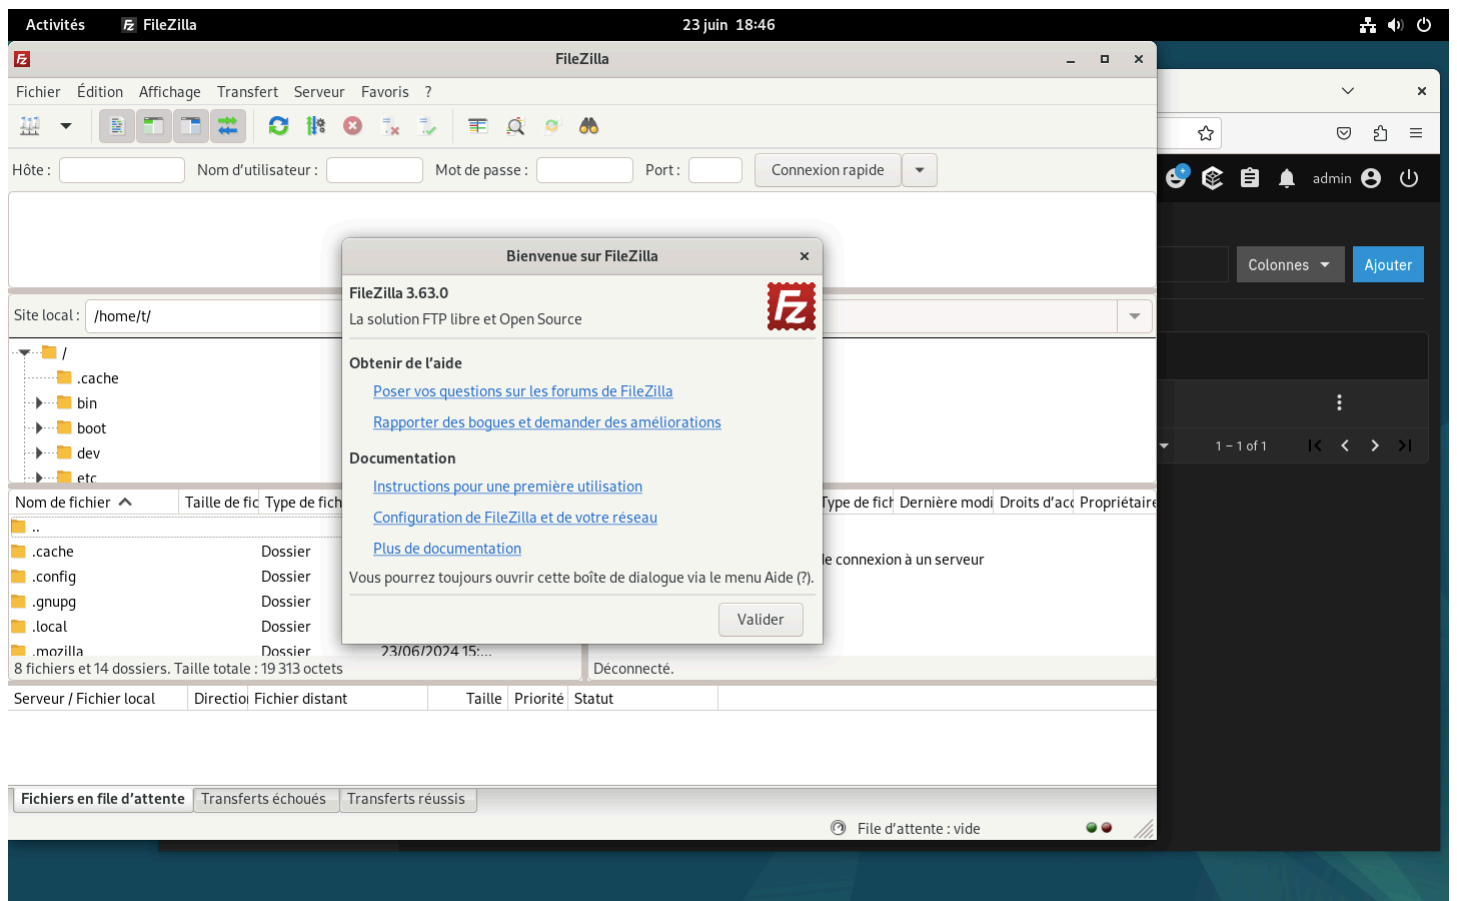 Activités FileZilla 23 juin 18:46
FileZilla
Fichier Édition Affichage Transfert Serveur Favoris ?
Hôte : Nom d'utilisateur : Mot de passe : Port : Connexion rapide
admin
Colonnes Ajouter
Bienvenue sur FileZilla
FileZilla 3.63.0
La solution FTP libre et Open Source
Site local : /home/t/
/
.cache
bin
boot
dev
etc
Obtenir de l'aide
Poser vos questions sur les forums de FileZilla
Rapporter des bogues et demander des améliorations
Documentation
Instructions pour une première utilisation
Configuration de FileZilla et de votre réseau
Plus de documentation
Vous pourrez toujours ouvrir cette boîte de dialogue via le menu Aide (?).
Valider
1 – 1 of 1
Nom de fichier Taille de fic Type de fich Type de fich Dernière modi Droits d'acc Propriétaire
..
.cache Dossier
.config Dossier
.gnupg Dossier
.local Dossier
.mozilla Dossier 23/06/2024 15:...
de connexion à un serveur
8 fichiers et 14 dossiers. Taille totale : 19 313 octets
Déconnecté.
Serveur / Fichier local Directio Fichier distant Taille Priorité Statut
Fichiers en file d'attente Transferts échoués Transferts réussis
File d'attente : vide